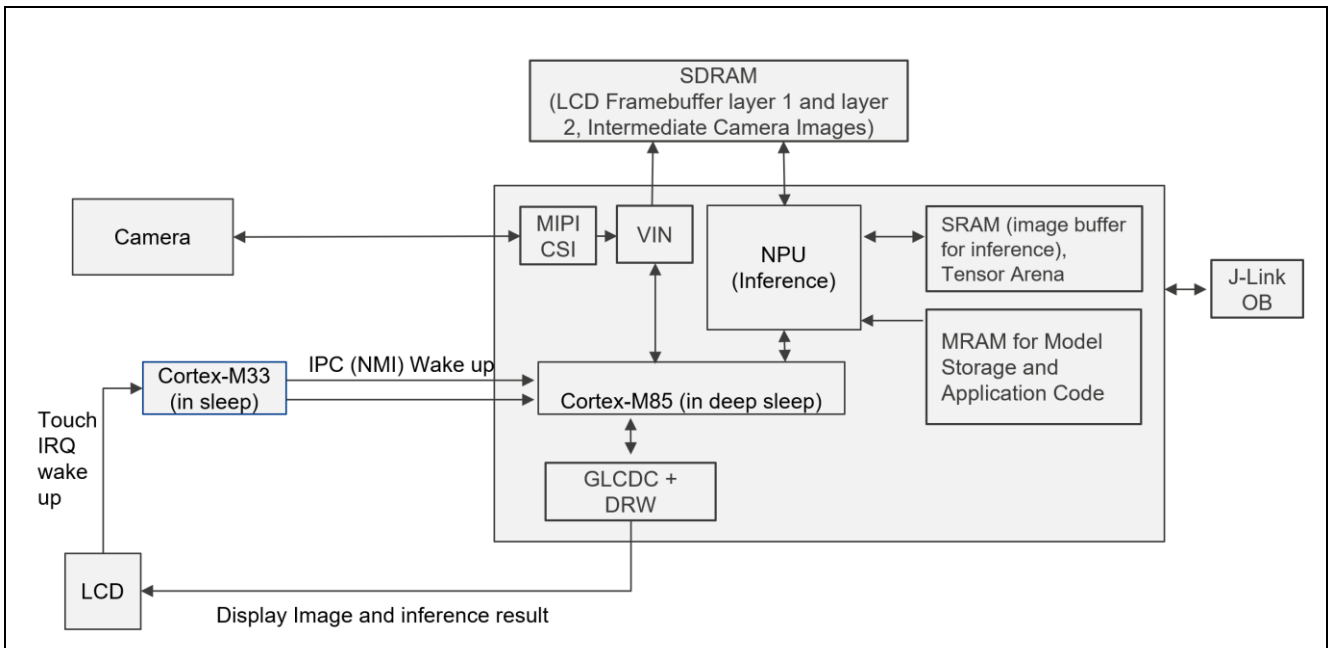 SDRAM
(LCD Framebuffer layer 1 and layer
2, Intermediate Camera Images)
Camera
MIPI
CSI
VIN
NPU
(Inference)
SRAM (image buffer
for inference),
Tensor Arena
J-Link
OB
MRAM for Model
Storage and
Application Code
Cortex-M33
(in sleep)
IPC (NMI) Wake up
Cortex-M85 (in deep sleep)
Touch
IRQ
wake
up
GLCDC +
DRW
LCD
Display Image and inference result